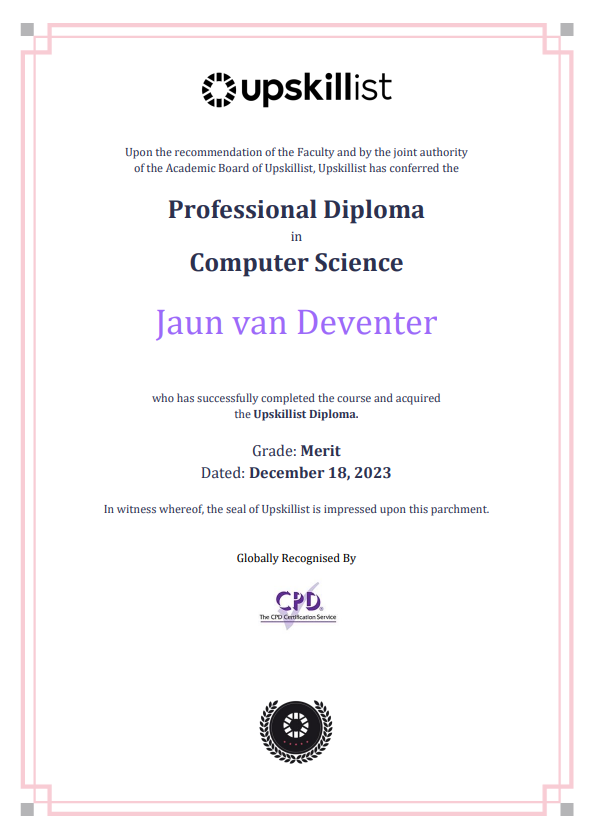 upskillist
Upon the recommendation of the Faculty and by the joint authority
of the Academic Board of Upskillist, Upskillist has conferred the
Professional Diploma
in
Computer Science
Jaun van Deventer
who has successfully completed the course and acquired
the Upskillist Diploma.
Grade: Merit
Dated: December 18, 2023
In witness whereof, the seal of Upskillist is impressed upon this parchment.
Globally Recognised By
CPD
The CPD Certification Service